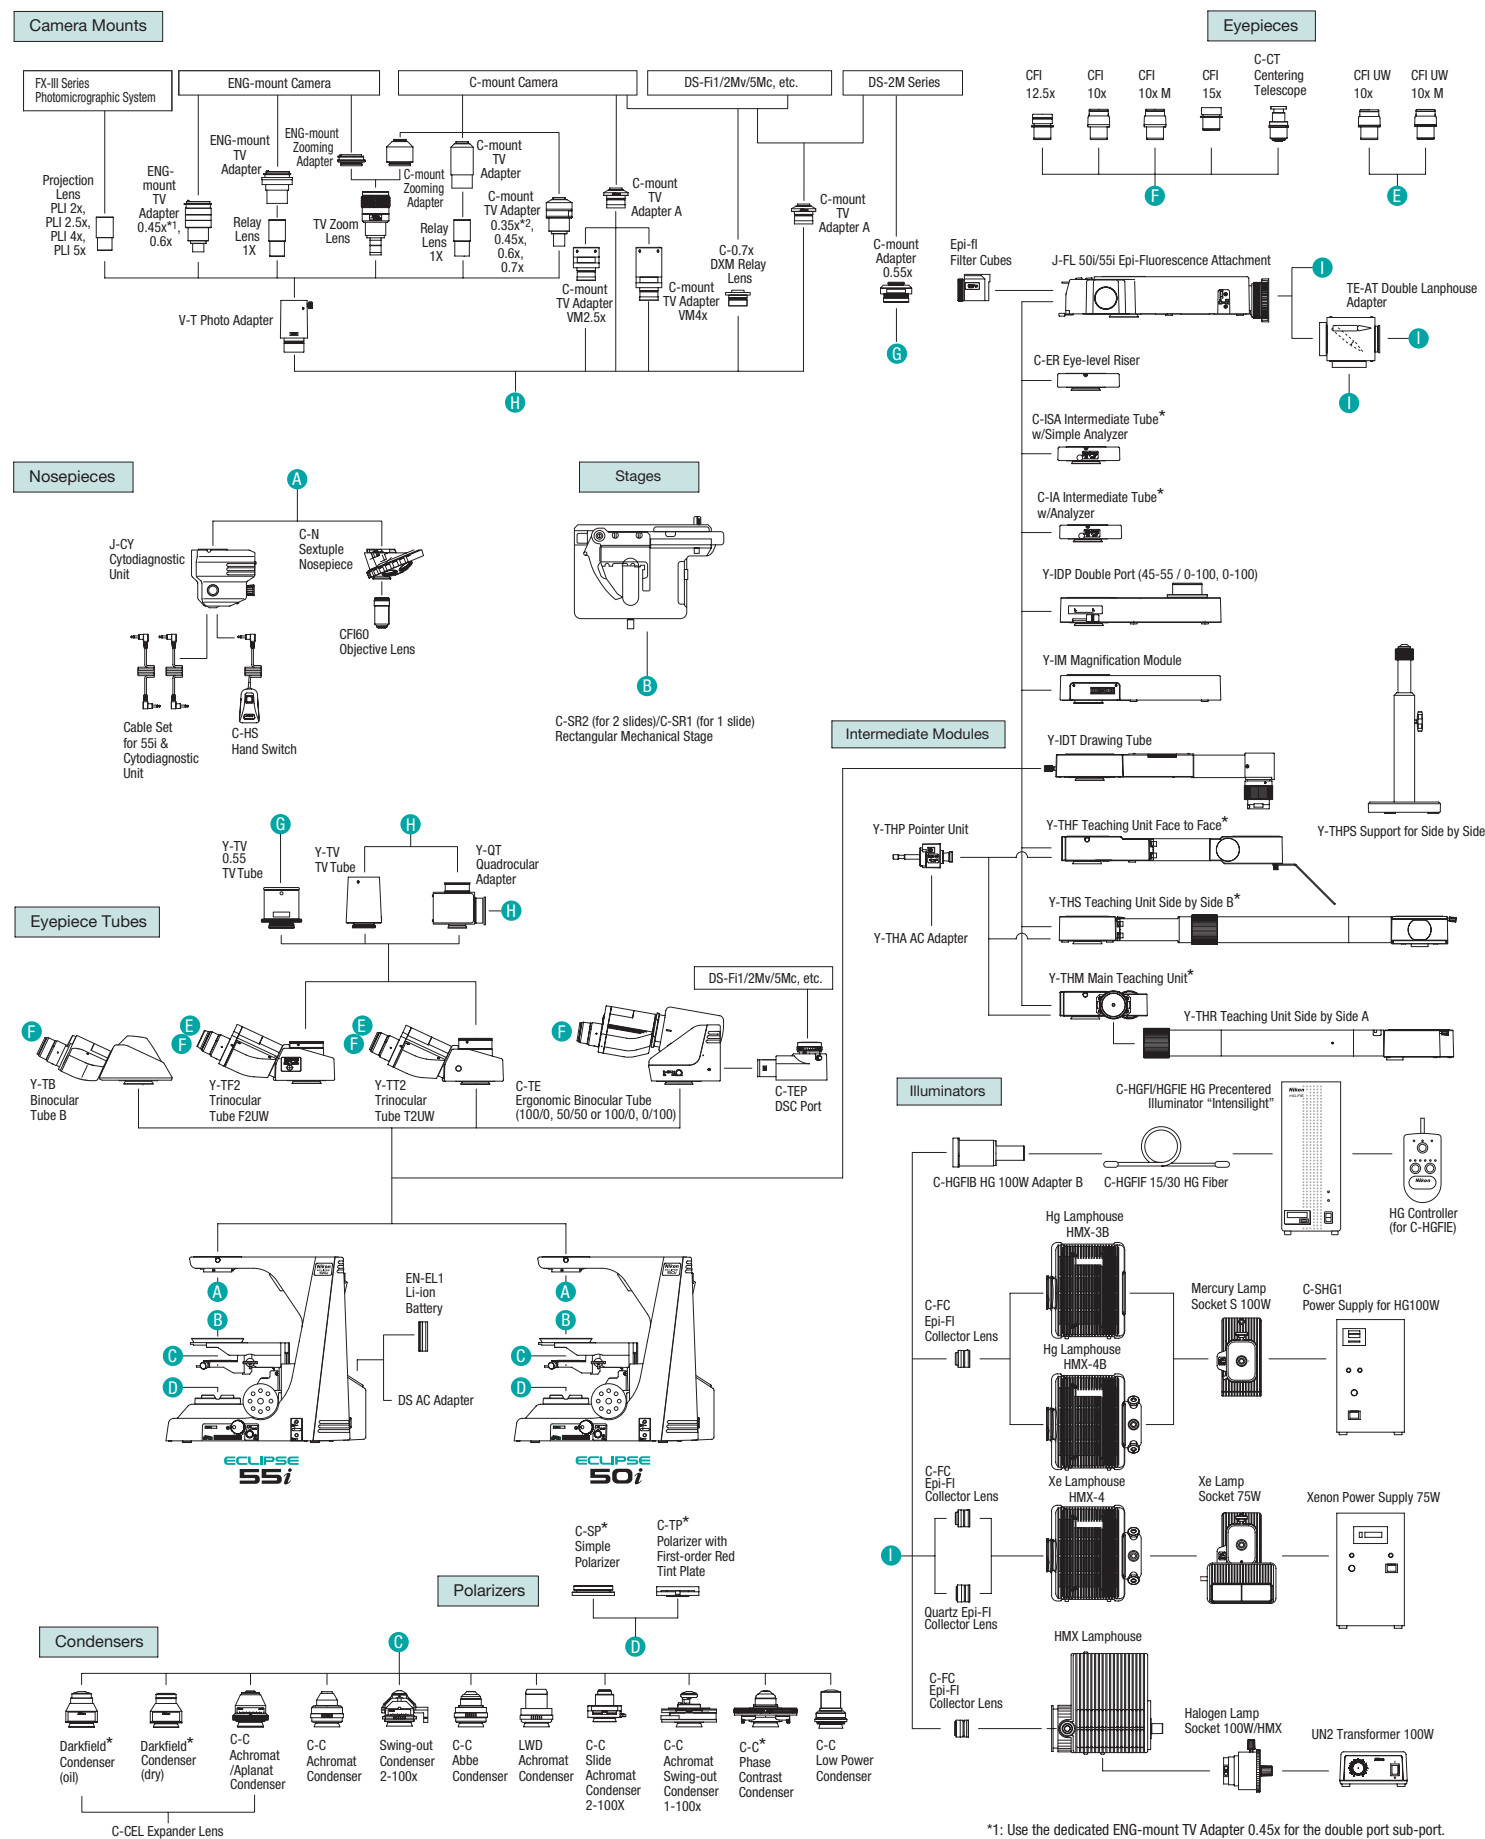 Camera Mounts
Eyepieces
FX-III Series
Photomicrographic System
ENG-mount Camera
C-mount Camera
DS-Fi1/2Mv/5Mc, etc.
DS-2M Series
CFI
12.5x
CFI
10x
CFI
10x M
CFI
15x
C-CT
Centering
Telescope
CFI UW
10x
CFI UW
10x M
F
E
Projection
Lens
PLI 2x,
PLI 2.5x,
PLI 4x,
PLI 5x
ENG-
mount
TV
Adapter
0.45x*1,
0.6x
ENG-mount
TV
Adapter
Relay
Lens
1X
ENG-mount
Zooming
Adapter
TV Zoom
Lens
C-mount
Zooming
Adapter
C-mount
TV
Adapter
Relay
Lens
1X
C-mount
TV Adapter
0.35x*2,
0.45x,
0.6x,
0.7x
C-mount
TV
Adapter A
C-mount
TV Adapter
VM2.5x
C-mount
TV Adapter
VM4x
C-0.7x
DXM Relay
Lens
C-mount
TV
Adapter A
C-mount
Adapter
0.55x
G
V-T Photo Adapter
H
Epi-fl
Filter Cubes
J-FL 50i/55i Epi-Fluorescence Attachment
I
TE-AT Double Lanphouse
Adapter
I
I
C-ER Eye-level Riser
C-ISA Intermediate Tube*
w/Simple Analyzer
C-IA Intermediate Tube*
w/Analyzer
Y-IDP Double Port (45-55 / 0-100, 0-100)
Y-IM Magnification Module
Intermediate Modules
Y-IDT Drawing Tube
Y-THP Pointer Unit
Y-THF Teaching Unit Face to Face*
Y-THPS Support for Side by Side
Y-THS Teaching Unit Side by Side B*
Y-THA AC Adapter
Y-THM Main Teaching Unit*
Y-THR Teaching Unit Side by Side A
Nosepieces
A
J-CY
Cytodiagnostic
Unit
C-N
Sextuple
Nosepiece
CFI60
Objective Lens
Cable Set
for 55i &
Cytodiagnostic
Unit
C-HS
Hand Switch
Stages
B
C-SR2 (for 2 slides)/C-SR1 (for 1 slide)
Rectangular Mechanical Stage
G
H
Y-TV
0.55
TV Tube
Y-TV
TV Tube
Y-QT
Quadrocular
Adapter
H
Eyepiece Tubes
DS-Fi1/2Mv/5Mc, etc.
F
E
F
E
F
F
Y-TB
Binocular
Tube B
Y-TF2
Trinocular
Tube F2UW
Y-TT2
Trinocular
Tube T2UW
C-TE
Ergonomic Binocular Tube
(100/0, 50/50 or 100/0, 0/100)
C-TEP
DSC Port
Illuminators
C-HGFI/HGFIE HG Precentered
Illuminator “Intensilight”
Nikon
C-HGFIB HG 100W Adapter B
C-HGFIF 15/30 HG Fiber
Nikon
HG Controller
(for C-HGFIE)
Nikon
A
B
C
D
EN-EL1
Li-ion
Battery
DS AC Adapter
ECLIPSE
55i
Nikon
A
B
C
D
ECLIPSE
50i
Hg Lamphouse
HMX-3B
C-FC
Epi-Fl
Collector Lens
Hg Lamphouse
HMX-4B
Mercury Lamp
Socket S 100W
C-SHG1
Power Supply for HG100W
C-FC
Epi-Fl
Collector Lens
Xe Lamphouse
HMX-4
Xe Lamp
Socket 75W
Xenon Power Supply 75W
I
Quartz Epi-Fl
Collector Lens
HMX Lamphouse
C-FC
Epi-Fl
Collector Lens
Halogen Lamp
Socket 100W/HMX
UN2 Transformer 100W
C-SP*
Simple
Polarizer
C-TP*
Polarizer with
First-order Red
Tint Plate
Polarizers
D
Condensers
C
Darkfield*
Condenser
(oil)
Darkfield*
Condenser
(dry)
C-C
Achromat
/Aplanat
Condenser
C-C
Achromat
Condenser
Swing-out
Condenser
2-100x
C-C
Abbe
Condenser
LWD
Achromat
Condenser
C-C
Slide
Achromat
Condenser
2-100X
C-C
Achromat
Swing-out
Condenser
1-100x
C-C*
Phase
Contrast
Condenser
C-C
Low Power
Condenser
C-CEL Expander Lens
*1: Use the dedicated ENG-mount TV Adapter 0.45x for the double port sub-port.